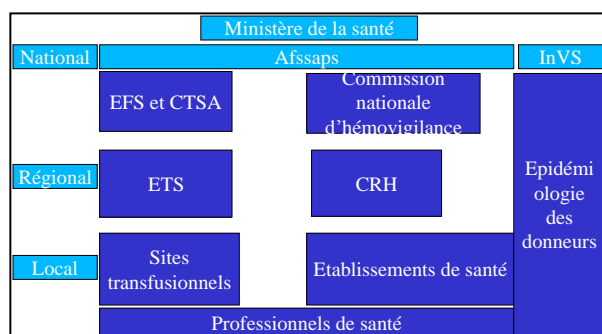 Ministère de la santé
National
Afssaps
InVS
EFS et CTSA
Commission
nationale
d'hémovigilance
Régional
ETS
CRH
Epidémi
ologie
des
donneurs
Local
Sites
transfusionnels
Etablissements de santé
Professionnels de santé